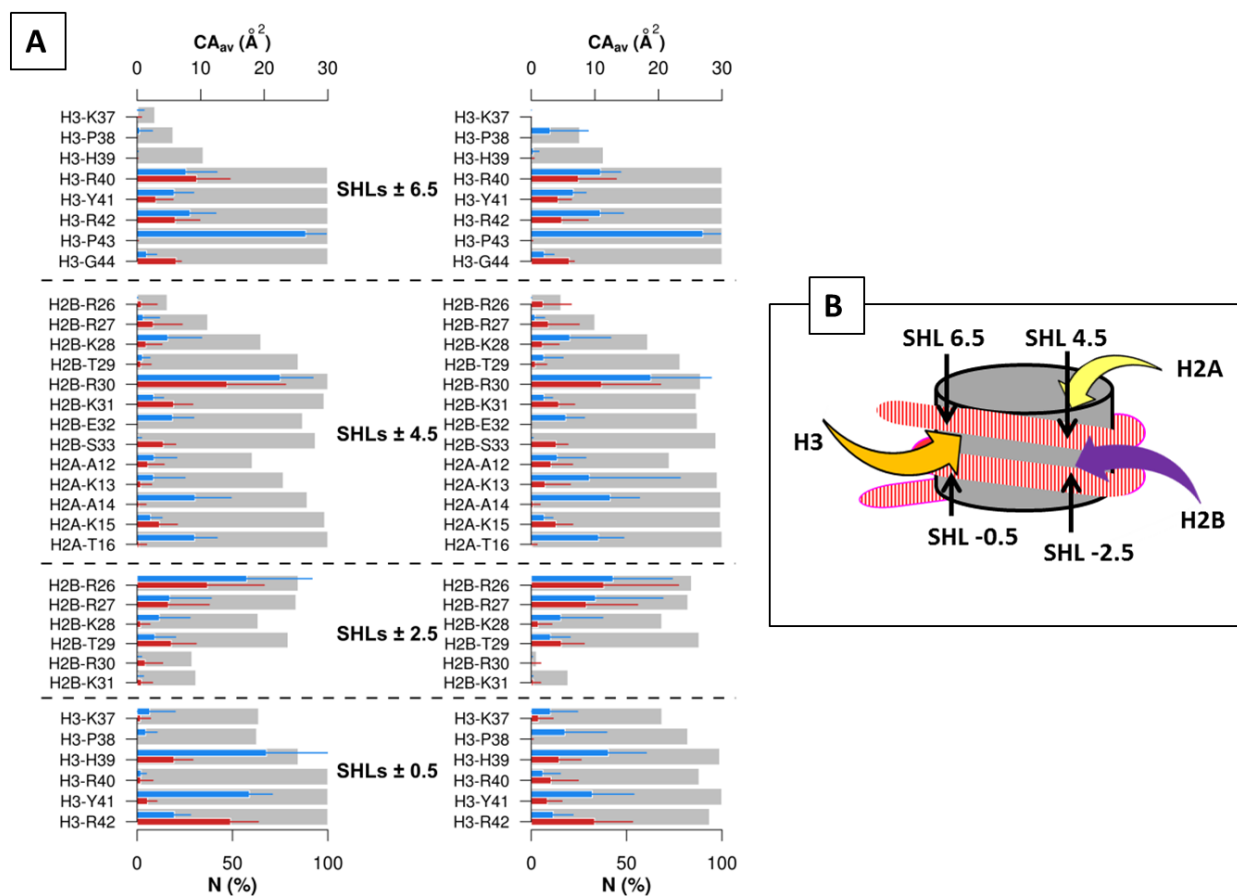 A
CAav (Å2) CAav (Å2)
0 10 20 30 0 10 20 30
H3-K37 H3-K37
H3-P38 H3-P38
H3-H39 H3-H39
H3-R40 SHLs ± 6.5 H3-R40
H3-Y41 H3-Y41
H3-R42 H3-R42
H3-P43 H3-P43
H3-G44 H3-G44
H2B-R26 H2B-R26
H2B-R27 H2B-R27
H2B-K28 H2B-K28
H2B-T29 H2B-T29
H2B-R30 H2B-R30
H2B-K31 SHLs ± 4.5 H2B-K31
H2B-E32 H2B-E32
H2B-S33 H2B-S33
H2A-A12 H2A-A12
H2A-K13 H2A-K13
H2A-A14 H2A-A14
H2A-K15 H2A-K15
H2A-T16 H2A-T16
H2B-R26 H2B-R26
H2B-R27 H2B-R27
H2B-K28 SHLs ± 2.5 H2B-K28
H2B-T29 H2B-T29
H2B-R30 H2B-R30
H2B-K31 H2B-K31
H3-K37 H3-K37
H3-P38 H3-P38
H3-H39 SHLs ± 0.5 H3-H39
H3-R40 H3-R40
H3-Y41 H3-Y41
H3-R42 H3-R42
0 50 100 0 50 100
N (%) N (%)
B
SHL 6.5 SHL 4.5
H2A
H3
H2B
SHL -0.5 SHL -2.5